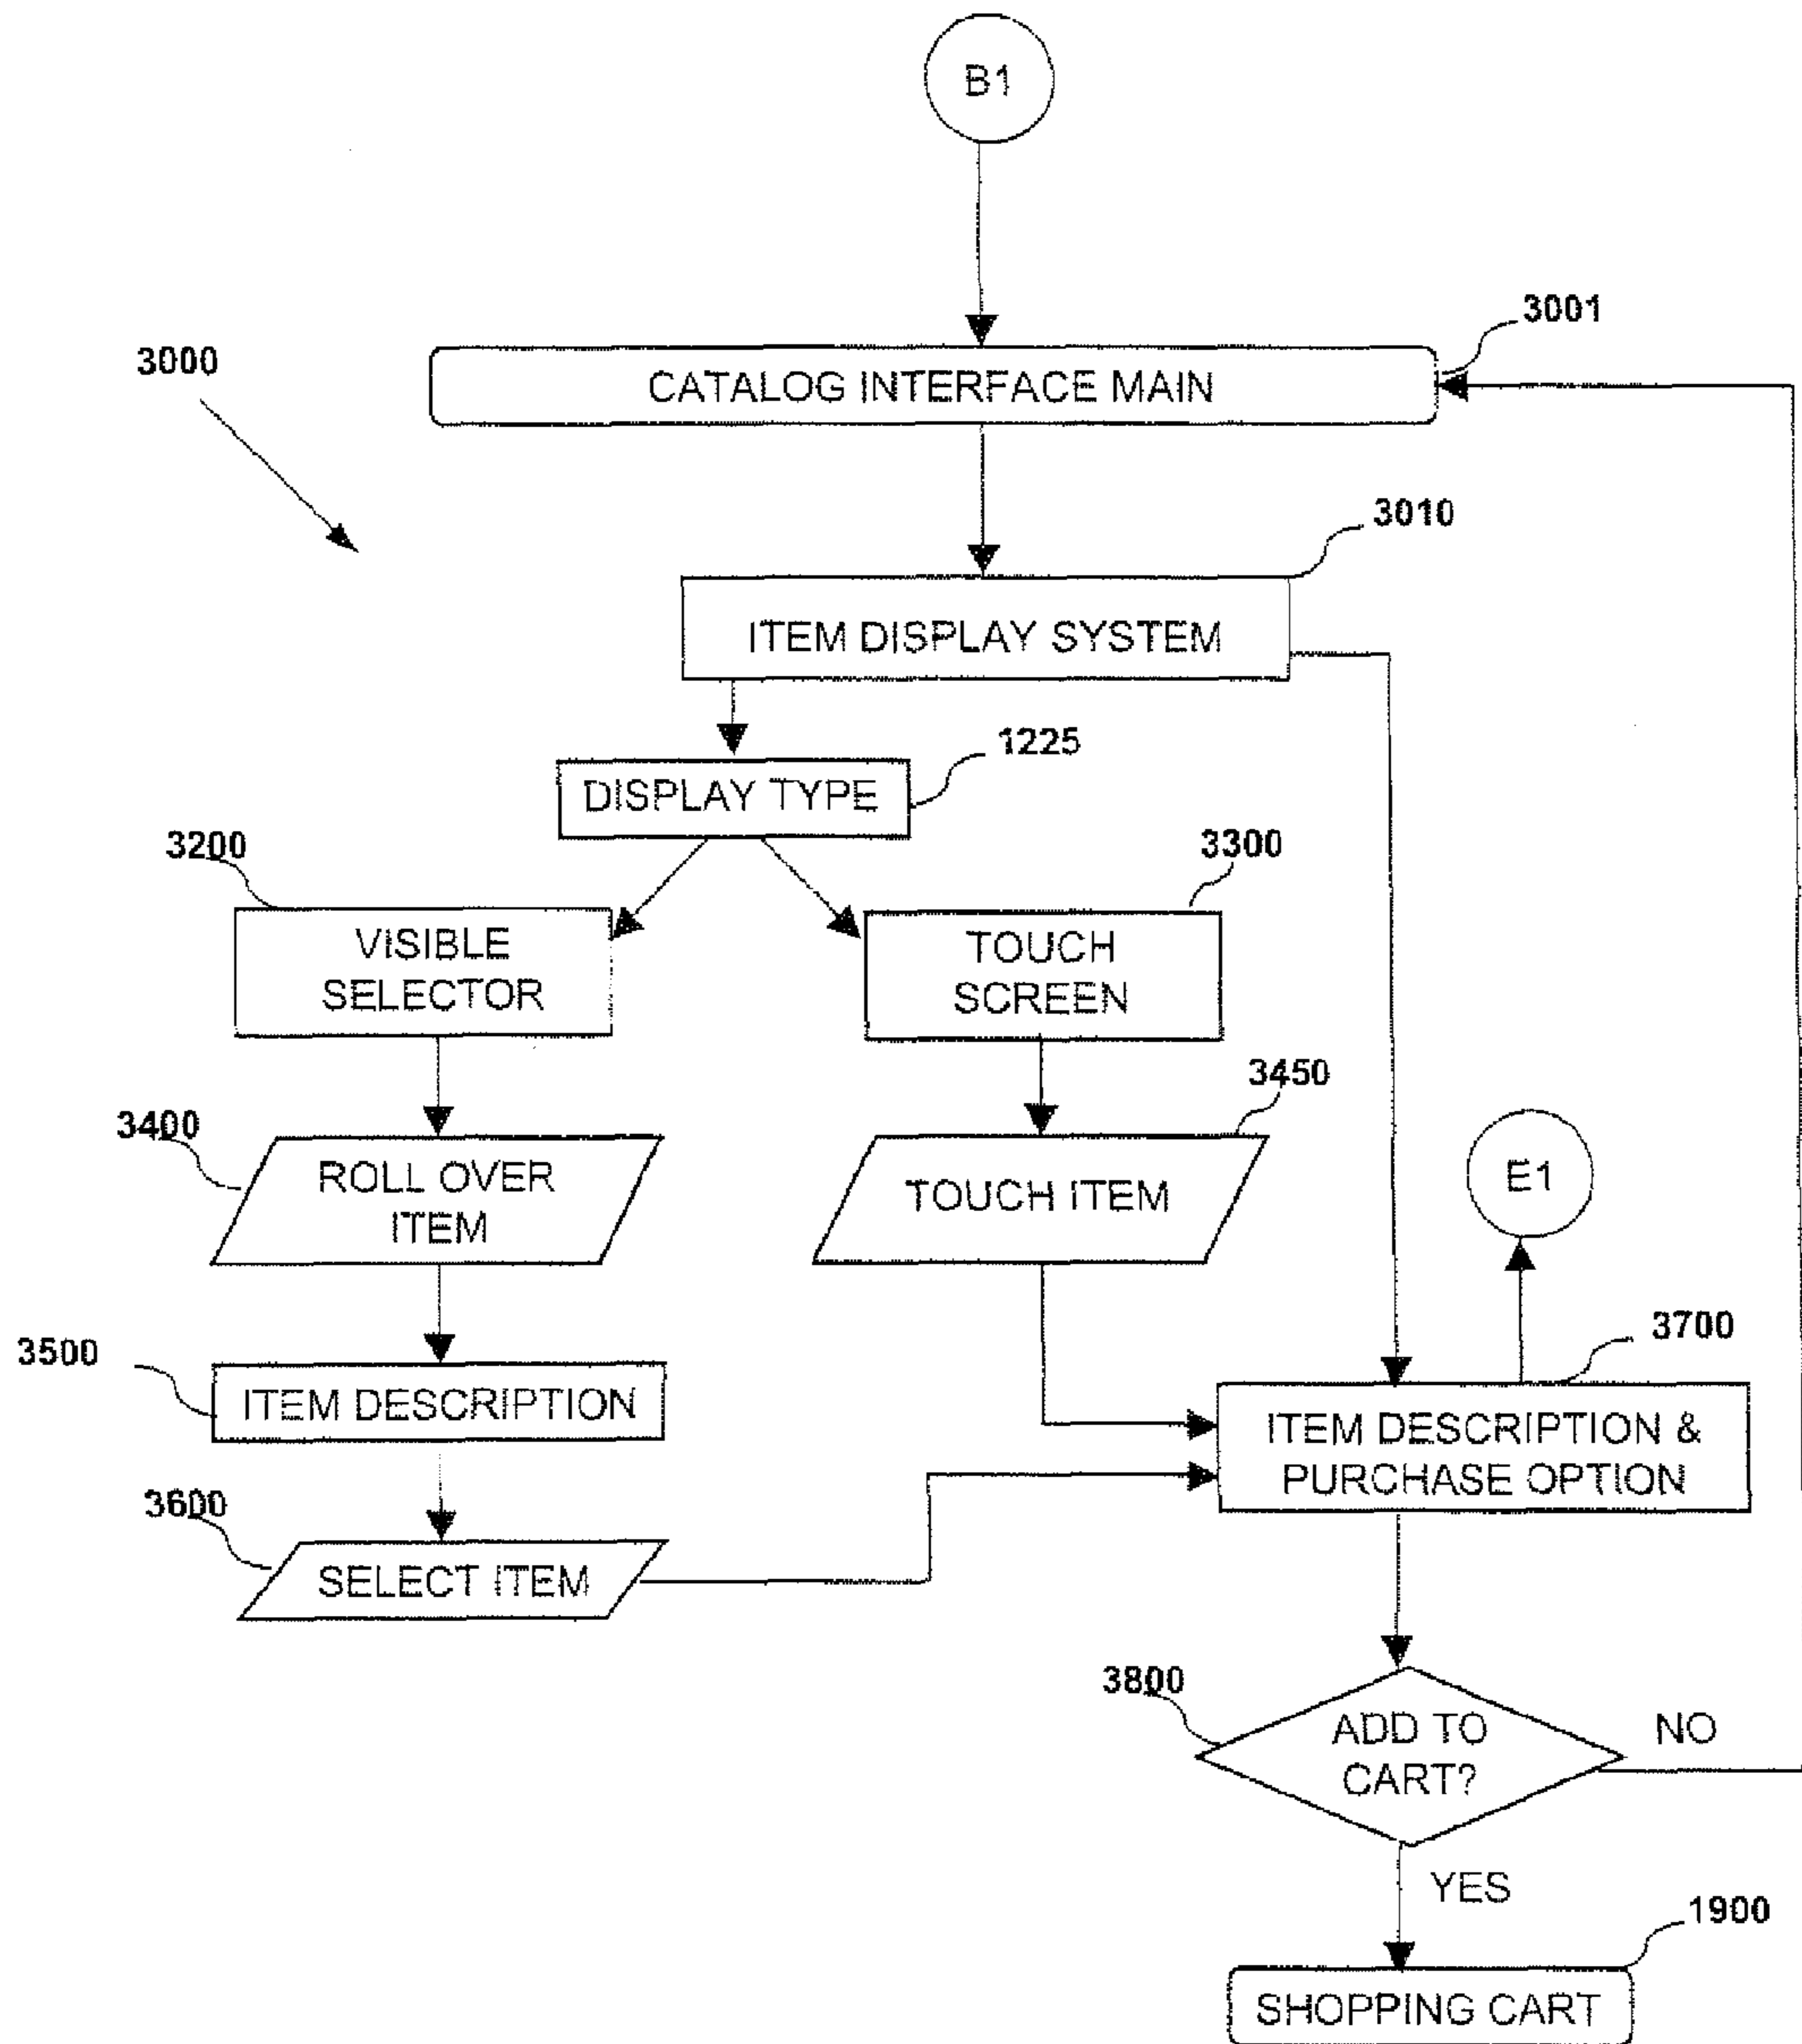 B1
3001
3000
CATALOG INTERFACE MAIN
3010
ITEM DISPLAY SYSTEM
1225
DISPLAY TYPE
3200
3300
VISIBLE
SELECTOR
TOUCH
SCREEN
3450
3400
ROLL OVER
ITEM
TOUCH ITEM
E1
3700
3500
ITEM DESCRIPTION
ITEM DESCRIPTION &
PURCHASE OPTION
3600
SELECT ITEM
3800
ADD TO
CART?
NO
YES
1900
SHOPPING CART